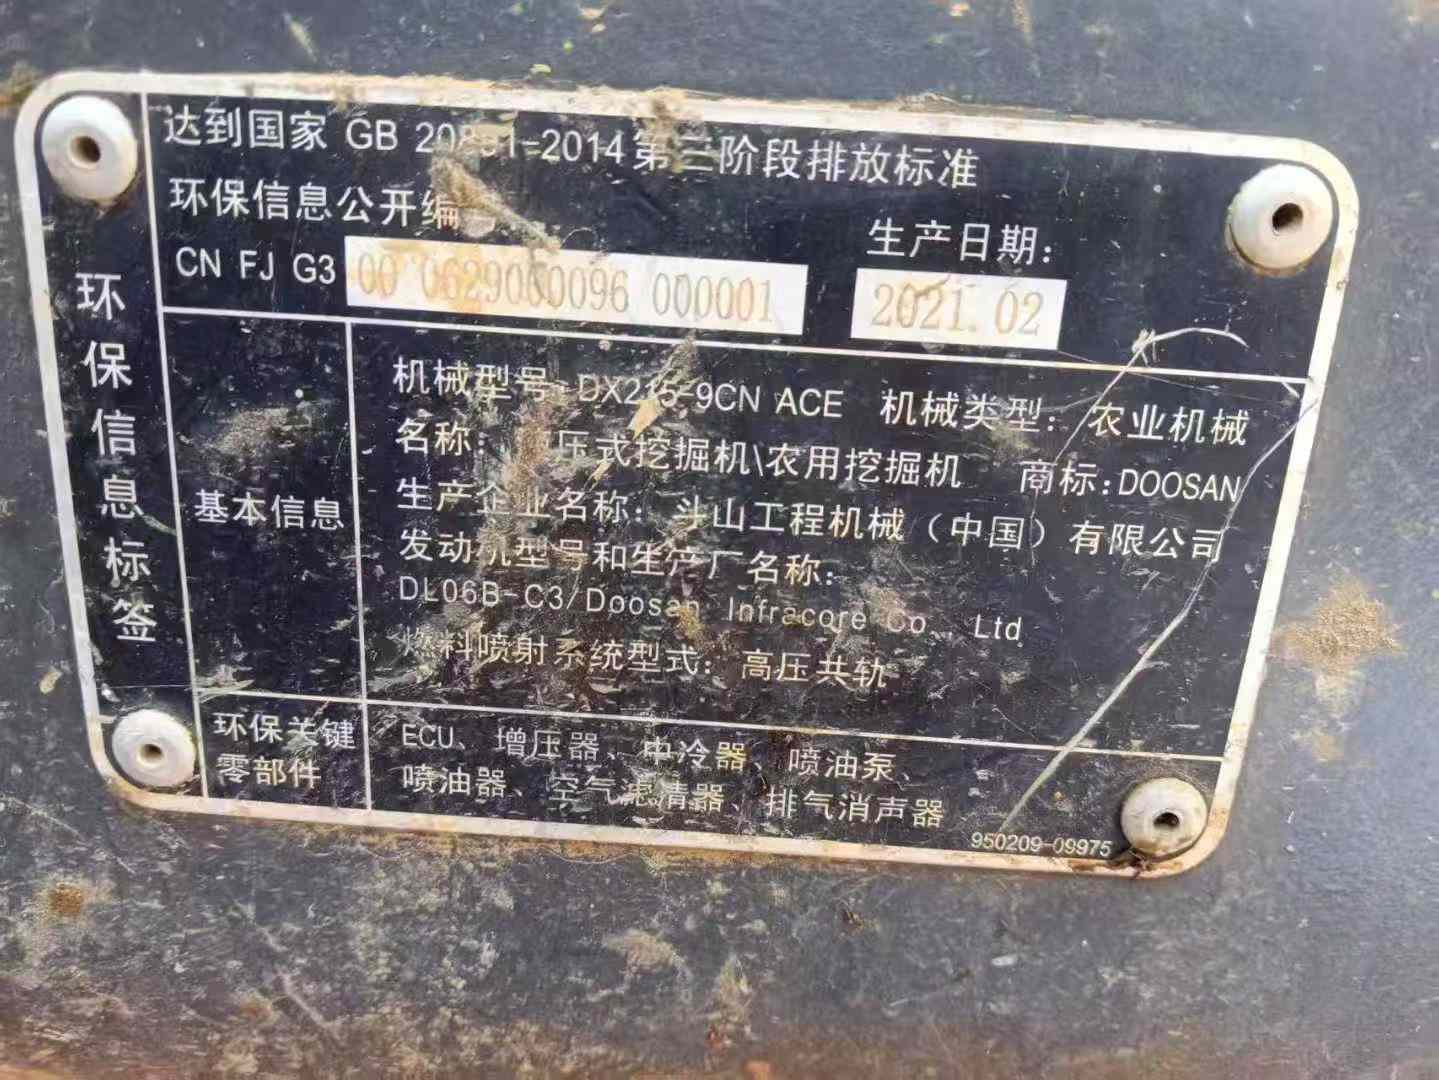 达到国家 GB 20891-2014第三阶段排放标准
环保信息公开编号
生产日期:
CN FJ G3 00 0629060096 000001 2021.02
环保信息标签
基本信息
机械型号: DX215-9CN ACE 机械类型: 农业机械
名称: 压式挖掘机\农用挖掘机 商标:DOOSAN
生产企业名称: 斗山工程机械(中国)有限公司
发动机型号和生产厂名称:
DL06B-C3/Doosan Infracore Co., Ltd
燃料喷射系统型式: 高压共轨
环保关键
零部件
ECU、增压器、中冷器、喷油泵、
喷油器、空气滤清器、排气消声器
950209-09975